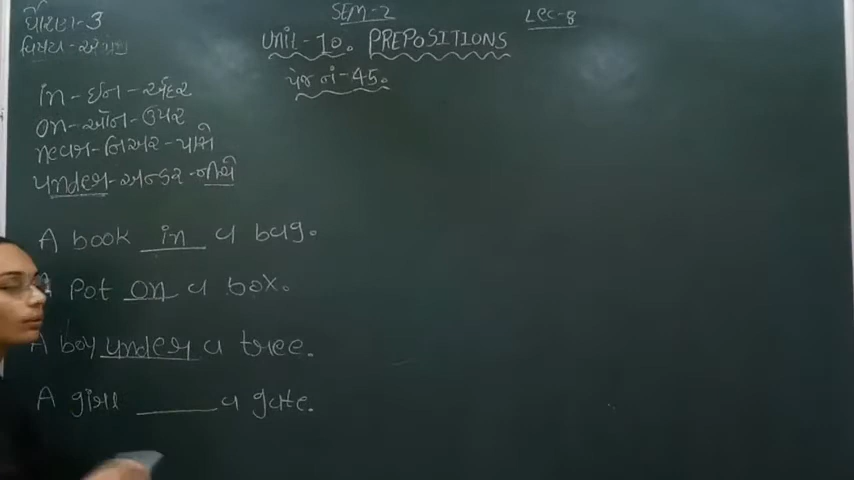 ધોરણ-3
SEM-2
Lec-8
વિષય-અંગ્રેજી
Unit-10. PREPOSITIONS
પેજ નં-45.
in-ઈન-અંદર
on-ઓન-ઉપર
near-નિઅર-પાસે
under-અન્ડર-નીચે
A book in a bag.
A Pot on a box.
A boy under a tree.
A girl ______ a gate.